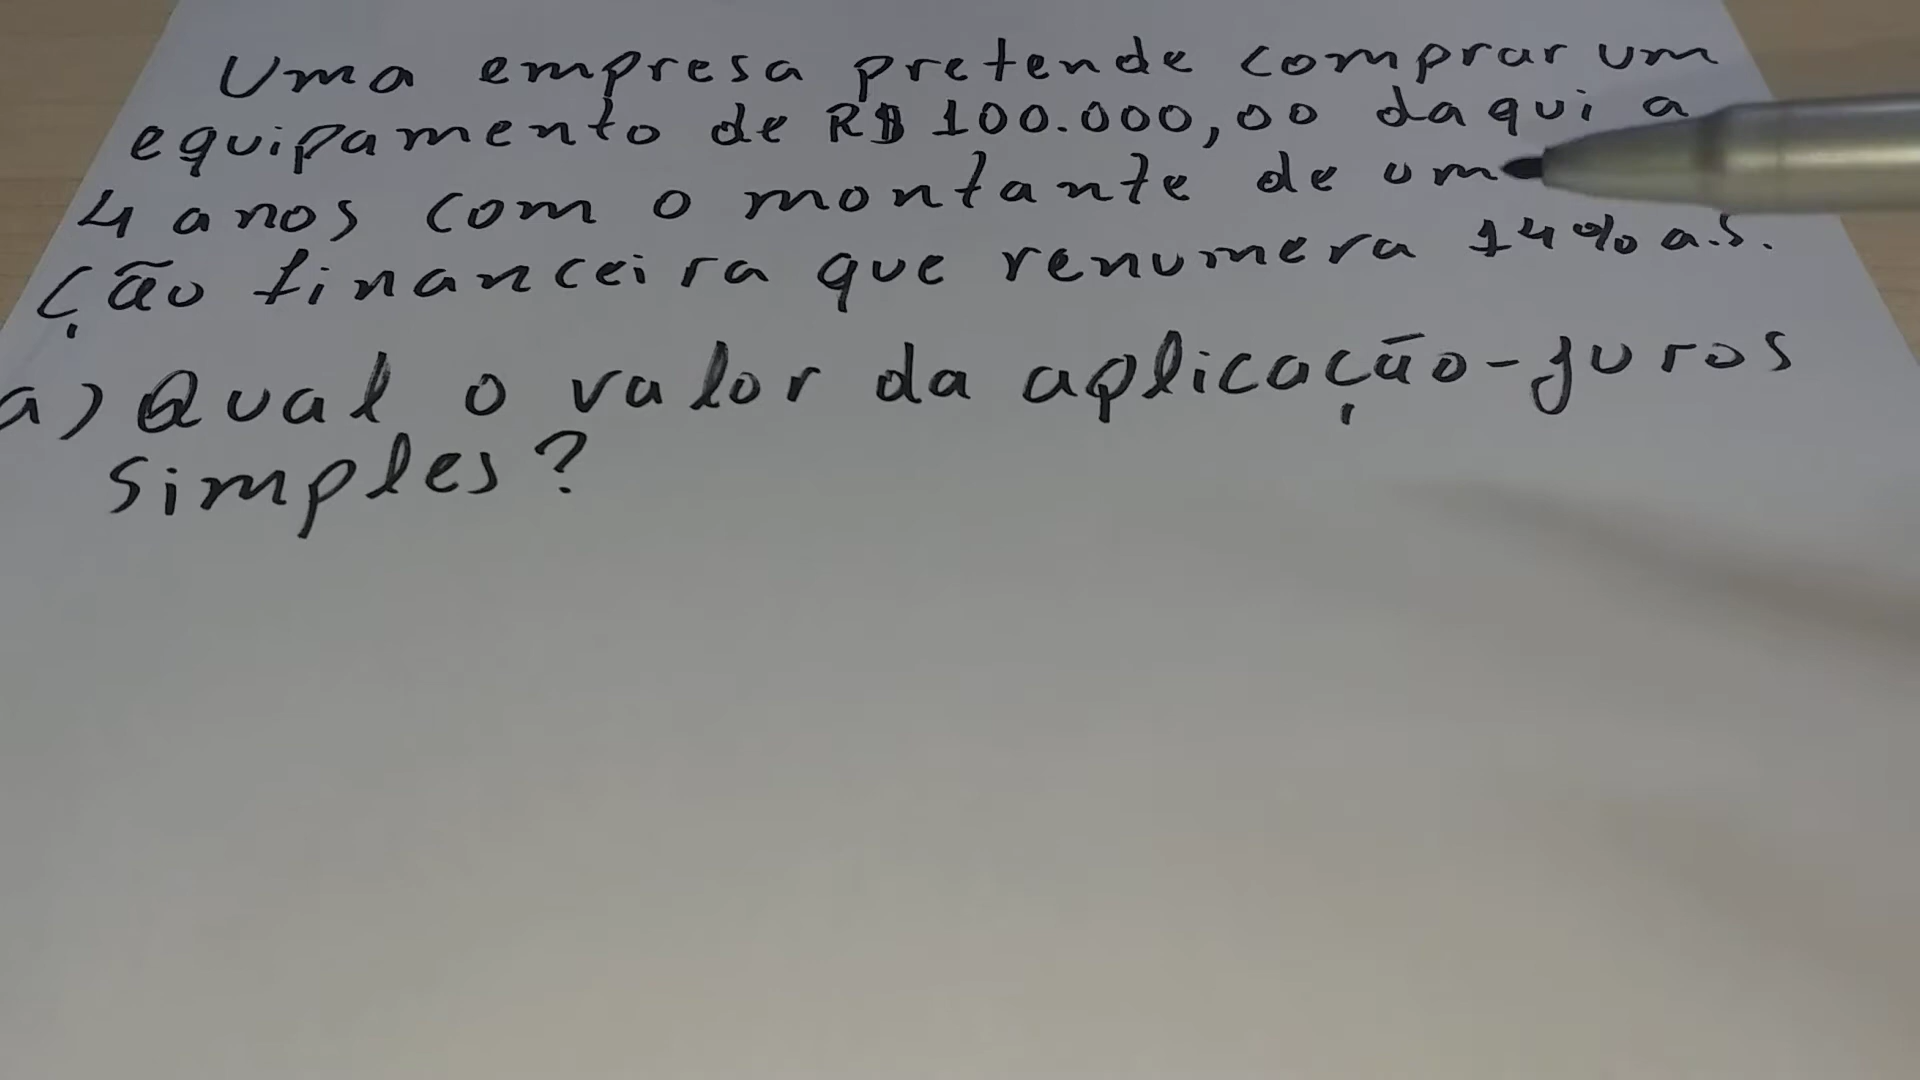 Uma empresa pretende comprar um
equipamento de R$ 100.000,00 daqui a
4 anos com o montante de um
ção financeira que renumera 14% a.s.
a) Qual o valor da aplicação-juros
simples?